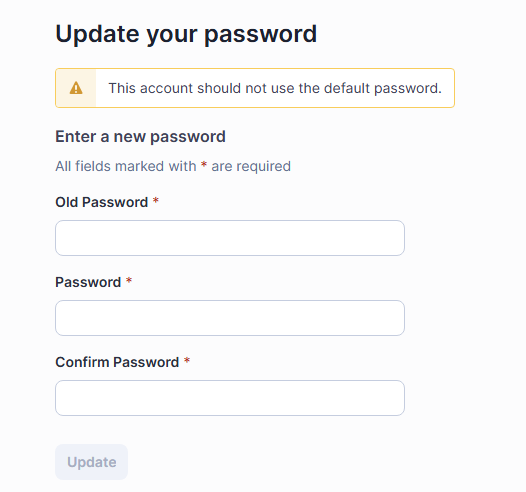 Update your password
This account should not use the default password.
Enter a new password
All fields marked with * are required
Old Password *
Password *
Confirm Password *
Update